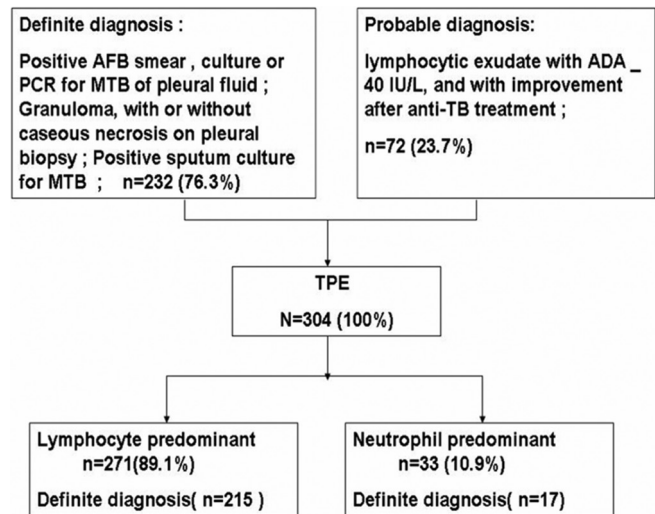 Definite diagnosis :
Positive AFB smear , culture or
PCR for MTB of pleural fluid ;
Granuloma, with or without
caseous necrosis on pleural
biopsy ; Positive sputum culture
for MTB ; n=232 (76.3%)
Probable diagnosis:
lymphocytic exudate with ADA _
40 IU/L, and with improvement
after anti-TB treatment ;
n=72 (23.7%)
TPE
N=304 (100%)
Lymphocyte predominant
n=271(89.1%)
Definite diagnosis( n=215 )
Neutrophil predominant
n=33 (10.9%)
Definite diagnosis( n=17)